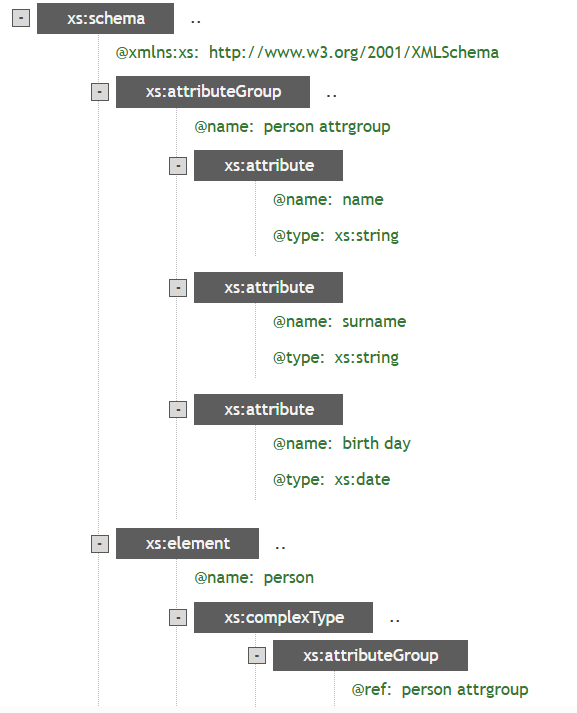 - xs:schema ..
@xmlns:xs: http://www.w3.org/2001/XMLSchema
- xs:attributeGroup ..
@name: person attrgroup
- xs:attribute
@name: name
@type: xs:string
- xs:attribute
@name: surname
@type: xs:string
- xs:attribute
@name: birth day
@type: xs:date
- xs:element ..
@name: person
- xs:complexType ..
- xs:attributeGroup
@ref: person attrgroup